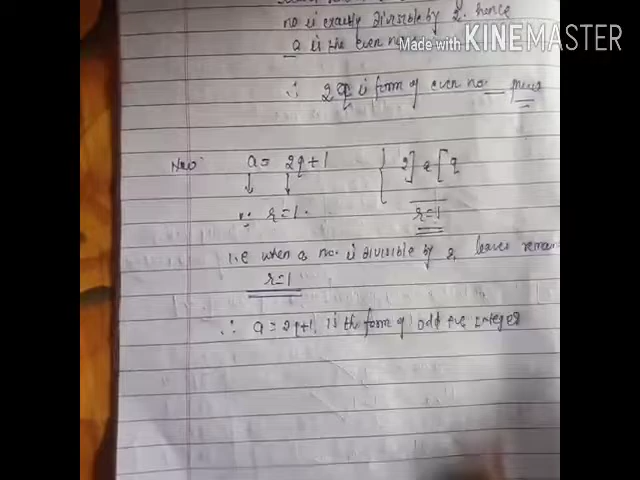 no is exactly divisible by 2. hence
a is the even no
Made with KINEMASTER
∴ 2q is form of even no
Now a = 2q+1 { 2] a [q
r=1. r=1
i.e when a no. is divisible by 2, leaves remain
r=1
∴ a = 2q+1, is the form of odd +ve integer